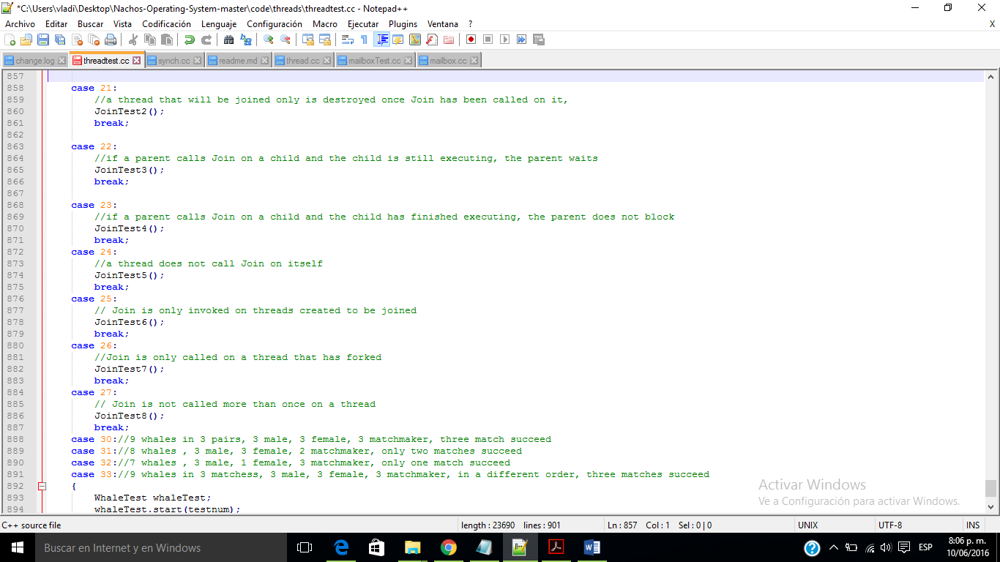 *C:\Users\vladi\Desktop\Nachos-Operating-System-master\code\threads\threadtest.cc - Notepad++
Archivo Editar Buscar Vista Codificación Lenguaje Configuración Macro Ejecutar Plugins Ventana ? X
change.log threadtest.cc synch.cc readme.md thread.cc mailboxTest.cc mailbox.cc
857
858 case 21:
859 //a thread that will be joined only is destroyed once Join has been called on it,
860 JoinTest2();
861 break;
862
863 case 22:
864 //if a parent calls Join on a child and the child is still executing, the parent waits
865 JoinTest3();
866 break;
867
868 case 23:
869 //if a parent calls Join on a child and the child has finished executing, the parent does not block
870 JoinTest4();
871 break;
872 case 24:
873 //a thread does not call Join on itself
874 JoinTest5();
875 break;
876 case 25:
877 // Join is only invoked on threads created to be joined
878 JoinTest6();
879 break;
880 case 26:
881 //Join is only called on a thread that has forked
882 JoinTest7();
883 break;
884 case 27:
885 // Join is not called more than once on a thread
886 JoinTest8();
887 break;
888 case 30://9 whales in 3 pairs, 3 male, 3 female, 3 matchmaker, three match succeed
889 case 31://8 whales , 3 male, 3 female, 2 matchmaker, only two matches succeed
890 case 32://7 whales , 3 male, 1 female, 3 matchmaker, only one match succeed
891 case 33://9 whales in 3 matchess, 3 male, 3 female, 3 matchmaker, in a different order, three matches succeed
892 {
893 WhaleTest whaleTest;
894 whaleTest.start(testnum);
Activar Windows
Ve a Configuración para activar Windows.
C++ source file length : 23690 lines : 901 Ln : 857 Col : 1 Sel : 0 | 0 UNIX UTF-8 INS
Buscar en Internet y en Windows
ESP
8:06 p. m.
10/06/2016